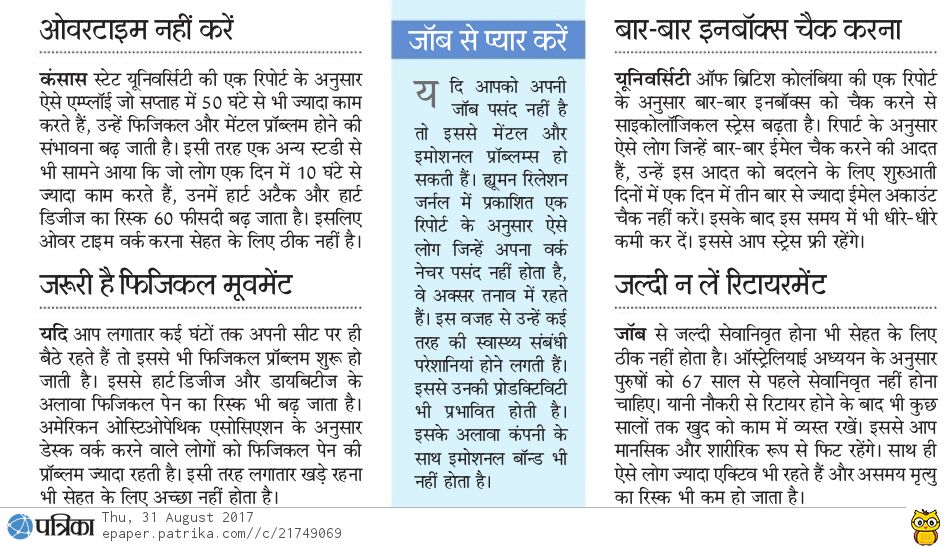 ओवरटाइम नहीं करें
कंसास स्टेट यूनिवर्सिटी की एक रिपोर्ट के अनुसार
ऐसे एम्प्लॉई जो सप्ताह में 50 घंटे से भी ज्यादा काम
करते हैं, उन्हें फिजिकल और मेंटल प्रॉब्लम होने की
संभावना बढ़ जाती है। इसी तरह एक अन्य स्टडी से
भी सामने आया कि जो लोग एक दिन में 10 घंटे से
ज्यादा काम करते हैं, उनमें हार्ट अटैक और हार्ट
डिजीज का रिस्क 60 फीसदी बढ़ जाता है। इसलिए
ओवर टाइम वर्क करना सेहत के लिए ठीक नहीं है।
जरूरी है फिजिकल मूवमेंट
यदि आप लगातार कई घंटों तक अपनी सीट पर ही
बैठे रहते हैं तो इससे भी फिजिकल प्रॉब्लम शुरू हो
जाती है। इससे हार्ट डिजीज और डायबिटीज के
अलावा फिजिकल पेन का रिस्क भी बढ़ जाता है।
अमेरिकन ओस्टिओपेथिक एसोसिएशन के अनुसार
डेस्क वर्क करने वाले लोगों को फिजिकल पेन की
प्रॉब्लम ज्यादा रहती है। इसी तरह लगातार खड़े रहना
भी सेहत के लिए अच्छा नहीं होता है।
जॉब से प्यार करें
यदि आपको अपनी
जॉब पसंद नहीं है
तो इससे मेंटल और
इमोशनल प्रॉब्लम्स हो
सकती हैं। ह्यूमन रिलेशन
जर्नल में प्रकाशित एक
रिपोर्ट के अनुसार ऐसे
लोग जिन्हें अपना वर्क
नेचर पसंद नहीं होता है,
वे अक्सर तनाव में रहते
हैं। इस वजह से उन्हें कई
तरह की स्वास्थ्य संबंधी
परेशानियां होने लगती हैं।
इससे उनकी प्रोडक्टिविटी
भी प्रभावित होती है।
इसके अलावा कंपनी के
साथ इमोशनल बॉन्ड भी
नहीं होता है।
बार-बार इनबॉक्स चैक करना
यूनिवर्सिटी ऑफ ब्रिटिश कोलंबिया की एक रिपोर्ट
के अनुसार बार-बार इनबॉक्स को चैक करने से
साइकोलॉजिकल स्ट्रेस बढ़ता है। रिपार्ट के अनुसार
ऐसे लोग जिन्हें बार-बार ईमेल चैक करने की आदत
हैं, उन्हें इस आदत को बदलने के लिए शुरुआती
दिनों में एक दिन में तीन बार से ज्यादा ईमेल अकाउंट
चैक नहीं करें। इसके बाद इस समय में भी धीरे-धीरे
कमी कर दें। इससे आप स्ट्रेस फ्री रहेंगे।
जल्दी न लें रिटायरमेंट
जॉब से जल्दी सेवानिवृत होना भी सेहत के लिए
ठीक नहीं होता है। ऑस्ट्रेलियाई अध्ययन के अनुसार
पुरुषों को 67 साल से पहले सेवानिवृत नहीं होना
चाहिए। यानी नौकरी से रिटायर होने के बाद भी कुछ
सालों तक खुद को काम में व्यस्त रखें। इससे आप
मानसिक और शारीरिक रूप से फिट रहेंगे। साथ ही
ऐसे लोग ज्यादा एक्टिव भी रहते हैं और असमय मृत्यु
का रिस्क भी कम हो जाता है।
पत्रिका
Thu, 31 August 2017
epaper.patrika.com//c/21749069